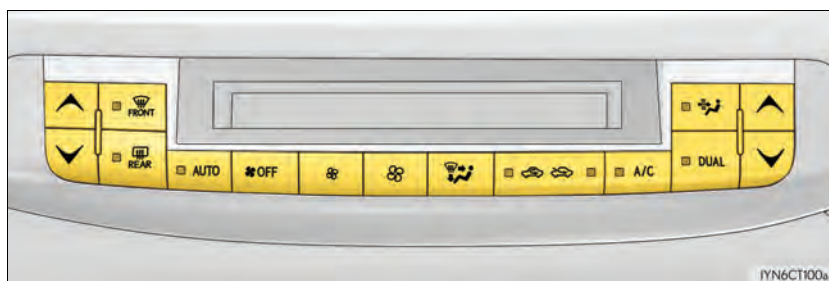 FRONT
REAR
AUTO
OFF
A/C
DUAL
IYN6CT100a